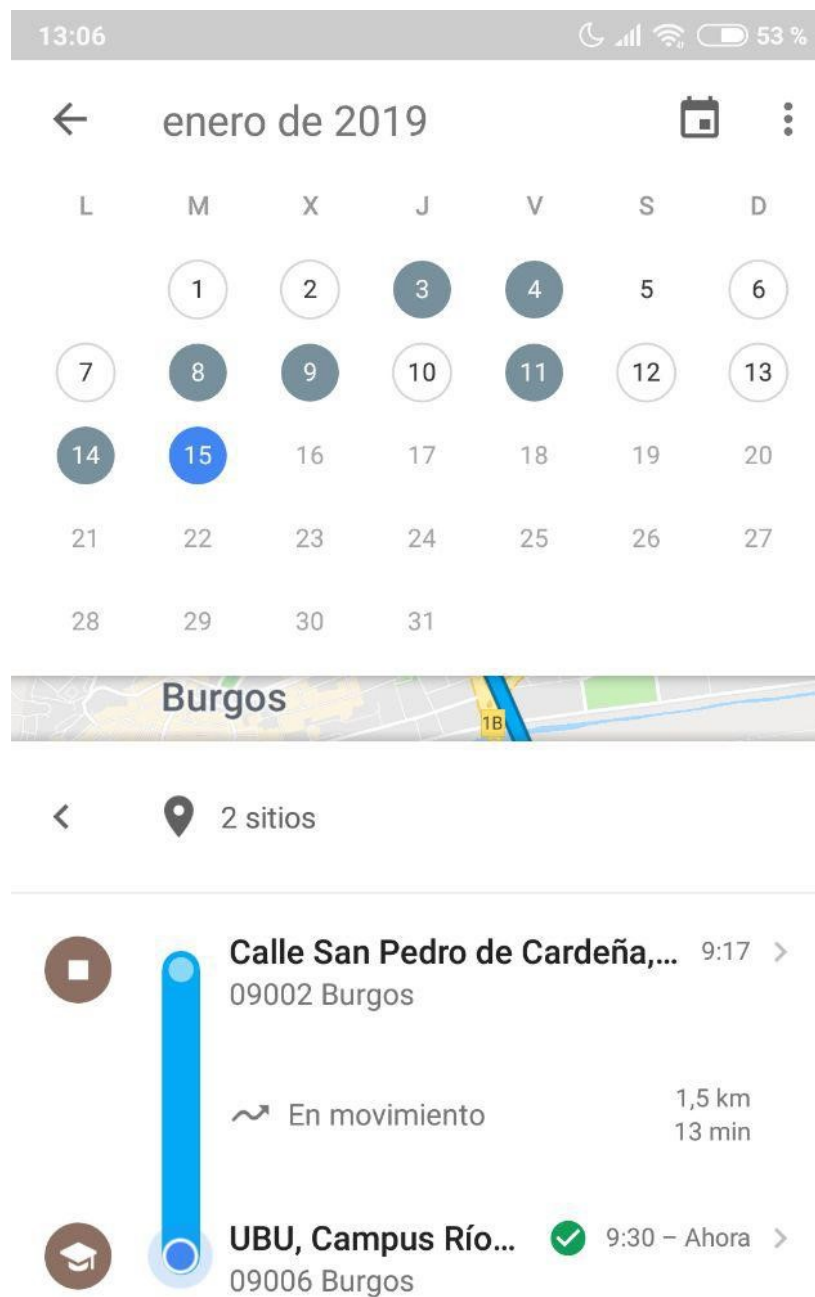 13:06 53 %
enero de 2019
L M X J V S D
1 2 3 4 5 6
7 8 9 10 11 12 13
14 15 16 17 18 19 20
21 22 23 24 25 26 27
28 29 30 31
Burgos
1B
2 sitios
Calle San Pedro de Cardeña,... 9:17
09002 Burgos
En movimiento 1,5 km
13 min
UBU, Campus Río... 9:30 – Ahora
09006 Burgos